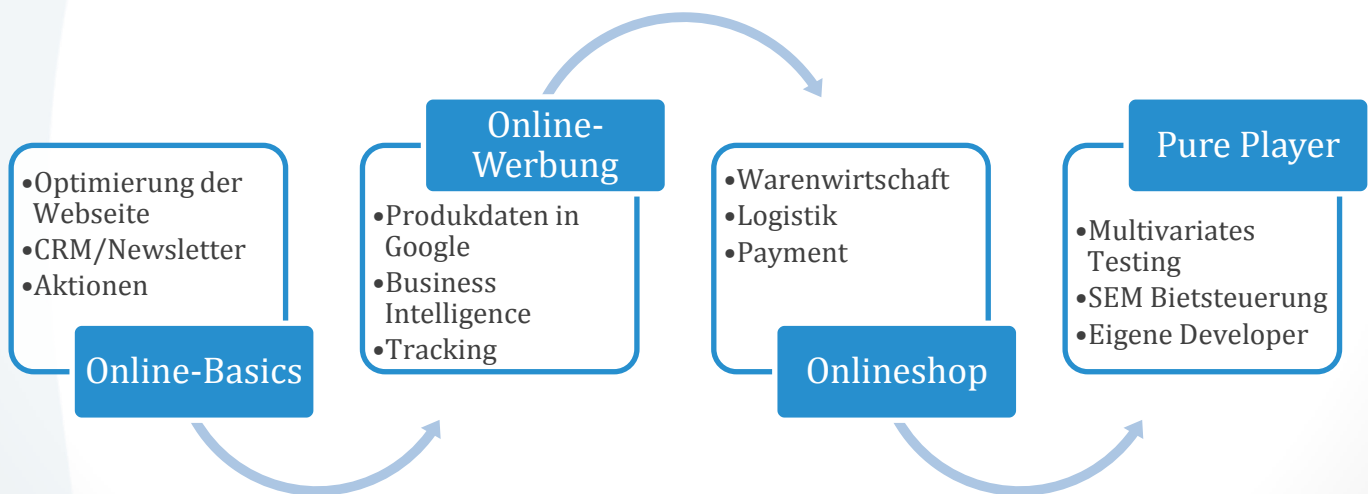 •Optimierung der
Webseite
•CRM/Newsletter
•Aktionen
Online-Basics
Online-
Werbung
•Produkdaten in
Google
•Business
Intelligence
•Tracking
•Warenwirtschaft
•Logistik
•Payment
Onlineshop
Pure Player
•Multivariates
Testing
•SEM Bietsteuerung
•Eigene Developer